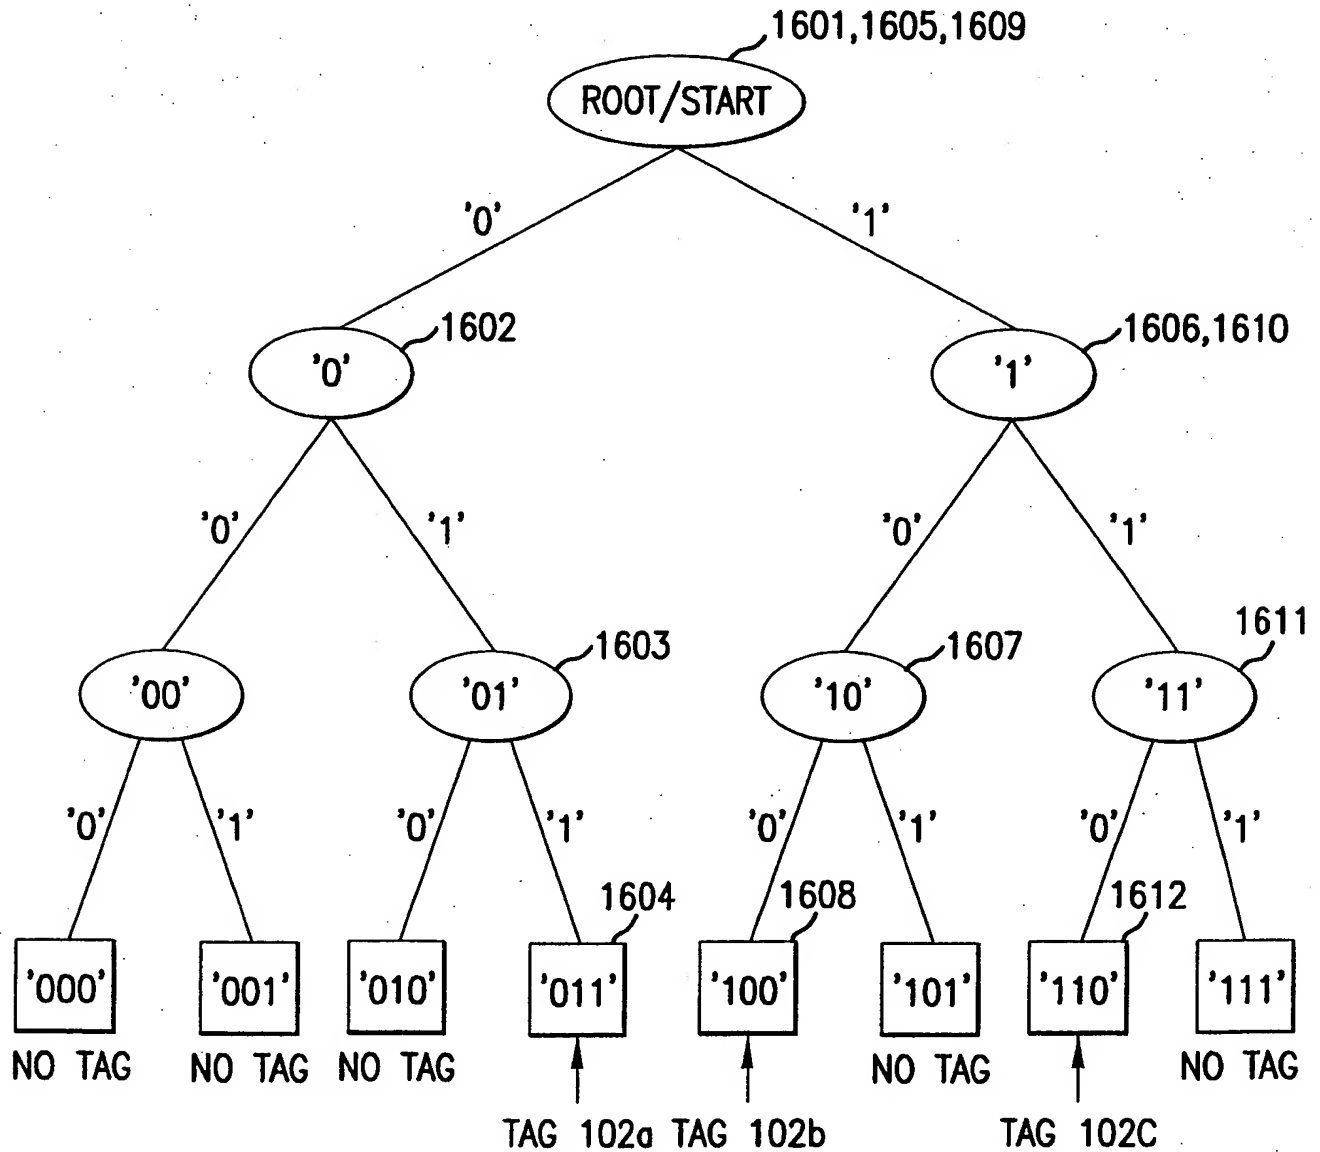 1601,1605,1609
ROOT/START
'0' '1'
1602 1606,1610
'0' '1'
'0' '1' '0' '1'
1603 1607 1611
'00' '01' '10' '11'
'0' '1' '0' '1' '0' '1' '0' '1'
1604 1608 1612
'000' '001' '010' '011' '100' '101' '110' '111'
NO TAG NO TAG NO TAG NO TAG NO TAG
TAG 102a TAG 102b TAG 102C